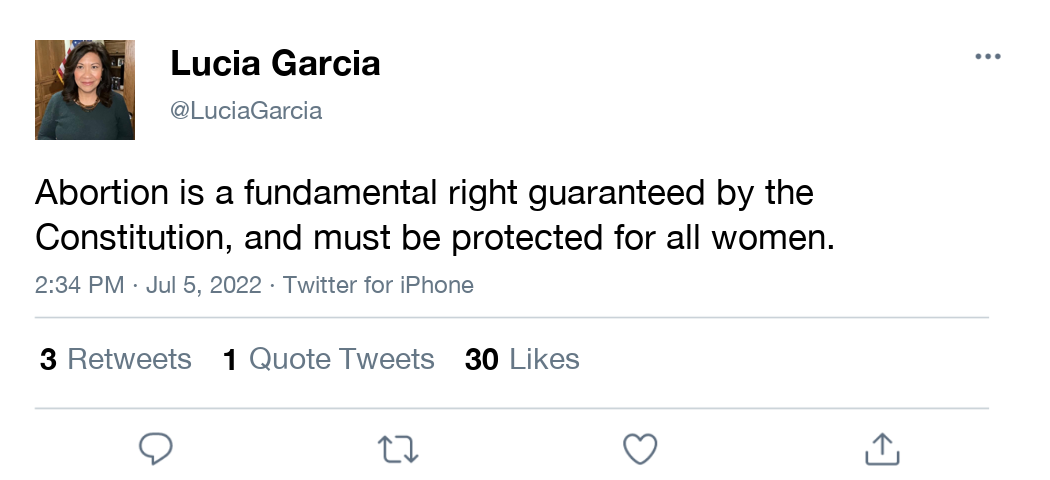 Lucia Garcia
@LuciaGarcia
Abortion is a fundamental right guaranteed by the
Constitution, and must be protected for all women.
2:34 PM · Jul 5, 2022 · Twitter for iPhone
3 Retweets 1 Quote Tweets 30 Likes